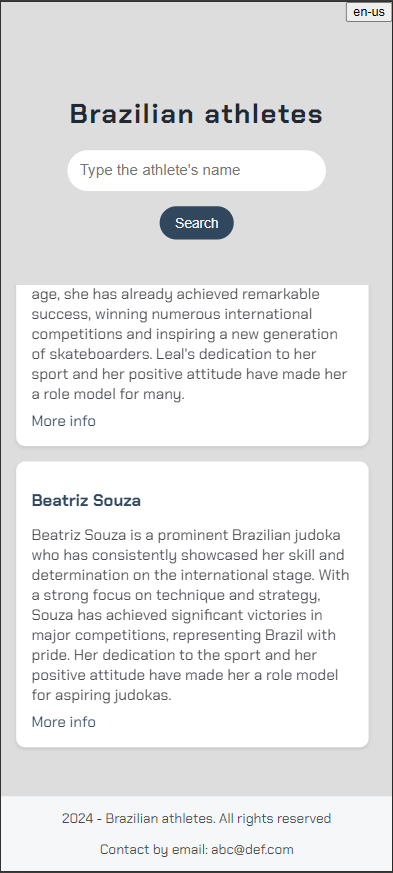 en-us
Brazilian athletes
Type the athlete's name
Search
age, she has already achieved remarkable
success, winning numerous international
competitions and inspiring a new generation
of skateboarders. Leal's dedication to her
sport and her positive attitude have made her
a role model for many.
More info
Beatriz Souza
Beatriz Souza is a prominent Brazilian judoka
who has consistently showcased her skill and
determination on the international stage. With
a strong focus on technique and strategy,
Souza has achieved significant victories in
major competitions, representing Brazil with
pride. Her dedication to the sport and her
positive attitude have made her a role model
for aspiring judokas.
More info
2024 - Brazilian athletes. All rights reserved
Contact by email: abc@def.com